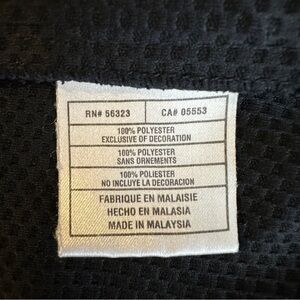 RN# 56323 CA# 05553
100% POLYESTER
EXCLUSIVE OF DECORATION
100% POLYESTER
SANS ORNEMENTS
100% POLIESTER
NO INCLUYE LA DECORACION
FABRIQUE EN MALAISIE
HECHO EN MALASIA
MADE IN MALAYSIA